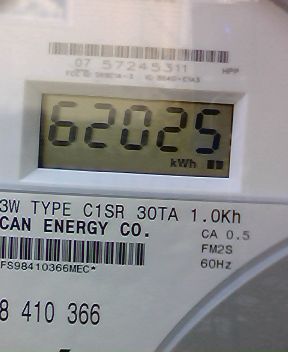 07 57245311
HPP
62025
kWh
3W TYPE C1SR 30TA 1.0Kh
CAN ENERGY CO.
CA 0.5
FM2S
FS98410366MEC*
60Hz
8 410 366